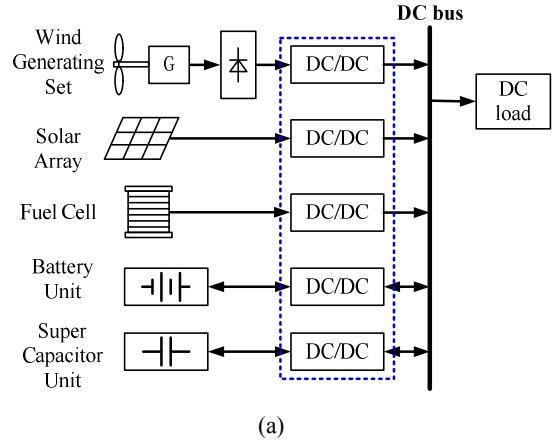 DC bus
Wind
Generating
Set
G
DC/DC
DC
load
Solar
Array
DC/DC
Fuel Cell
DC/DC
Battery
Unit
DC/DC
Super
Capacitor
Unit
DC/DC
(a)